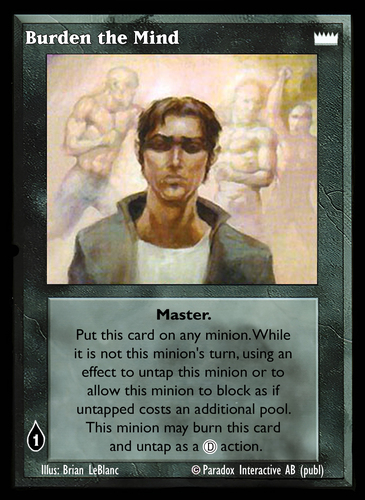 Burden the Mind
Master.
Put this card on any minion. While
it is not this minion's turn, using an
effect to untap this minion or to
allow this minion to block as if
untapped costs an additional pool.
This minion may burn this card
and untap as a Ⓓ action.
1
Illus: Brian LeBlanc © Paradox Interactive AB (publ)